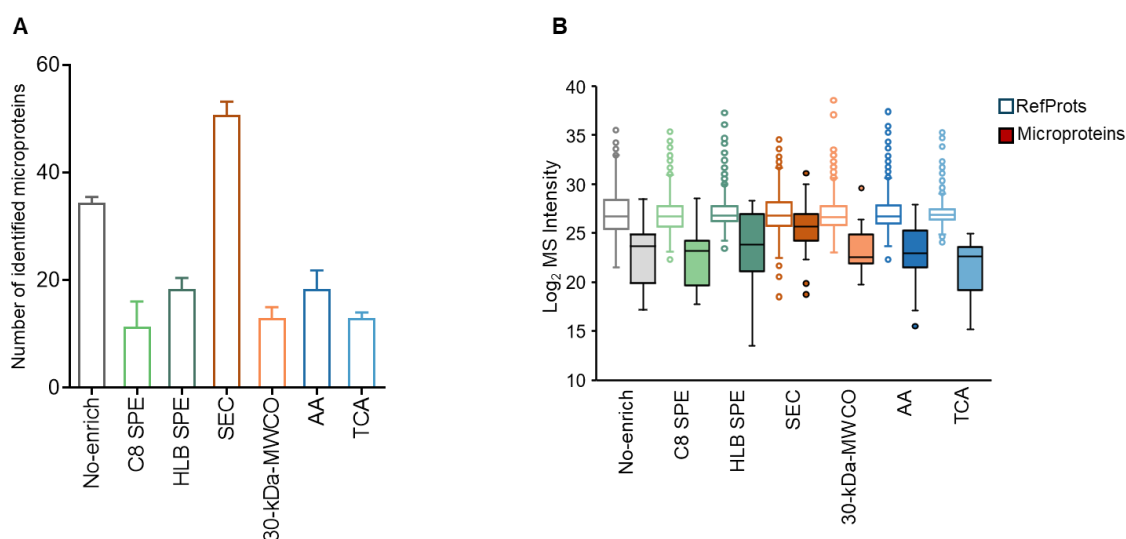 A
Number of identified microproteins
60
40
20
0
No-enrich
C8 SPE
HLB SPE
SEC
30-kDa-MWCO
AA
TCA
B
Log2 MS Intensity
40
35
30
25
20
15
10
No-enrich
C8 SPE
HLB SPE
SEC
30-kDa-MWCO
AA
TCA
RefProts
Microproteins